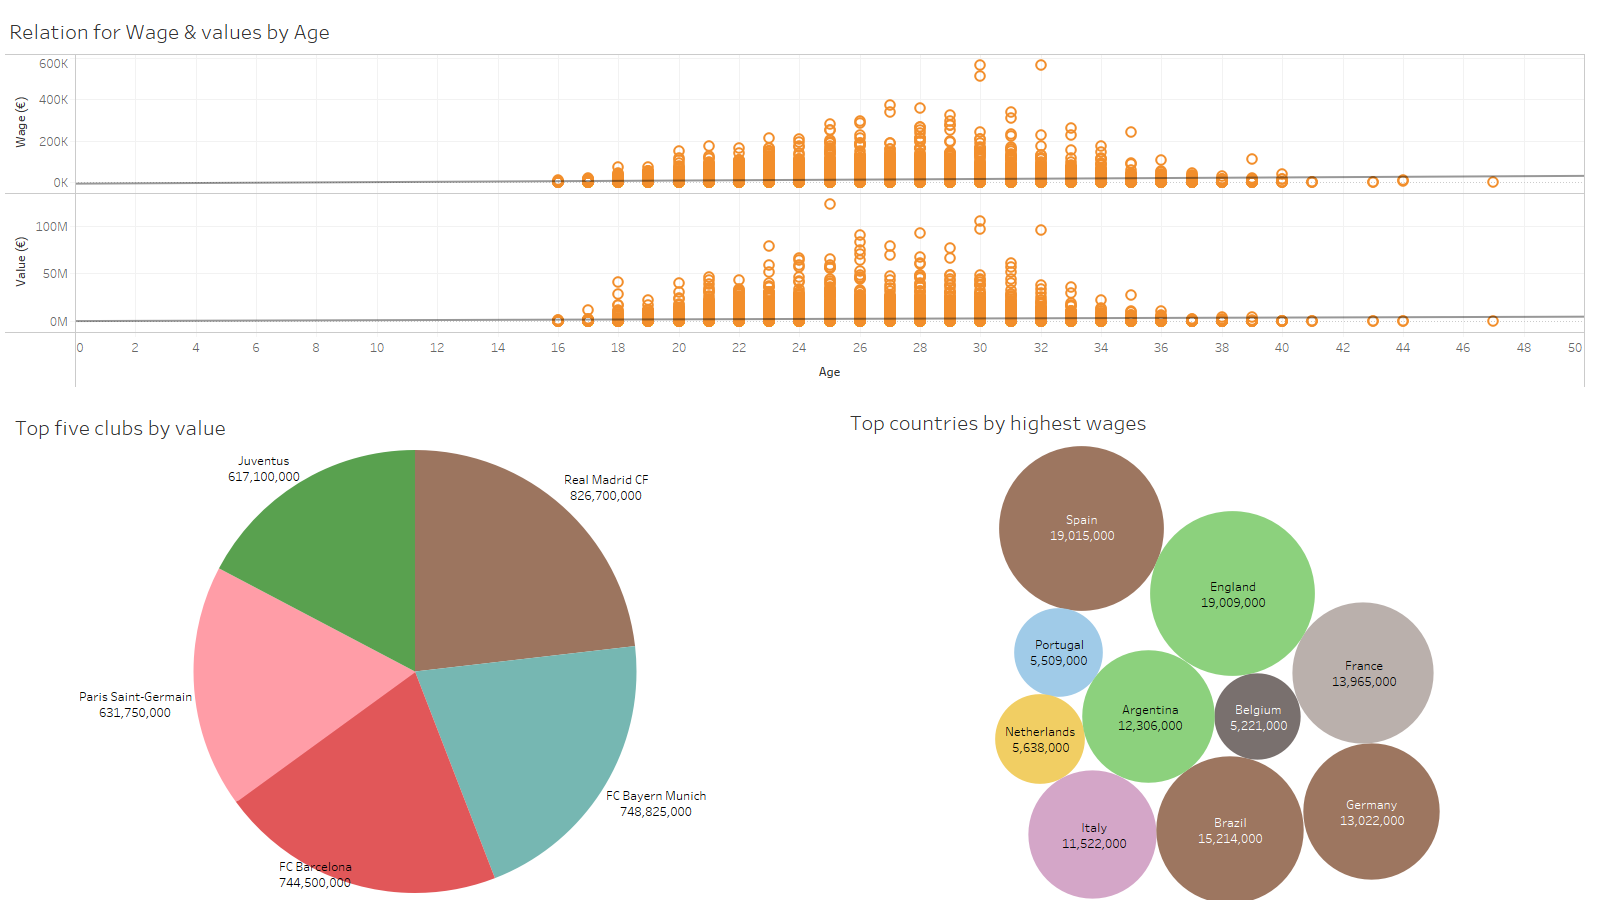 Relation for Wage & values by Age
600K
400K
200K
0K
Wage (€)
100M
50M
0M
Value (€)
0 2 4 6 8 10 12 14 16 18 20 22 24 26 28 30 32 34 36 38 40 42 44 46 48 50
Age
Top five clubs by value
Juventus
617,100,000
Real Madrid CF
826,700,000
Paris Saint-Germain
631,750,000
FC Bayern Munich
748,825,000
FC Barcelona
744,500,000
Top countries by highest wages
Spain
19,015,000
England
19,009,000
Portugal
5,509,000
France
13,965,000
Argentina
12,306,000
Belgium
5,221,000
Netherlands
5,638,000
Italy
11,522,000
Brazil
15,214,000
Germany
13,022,000